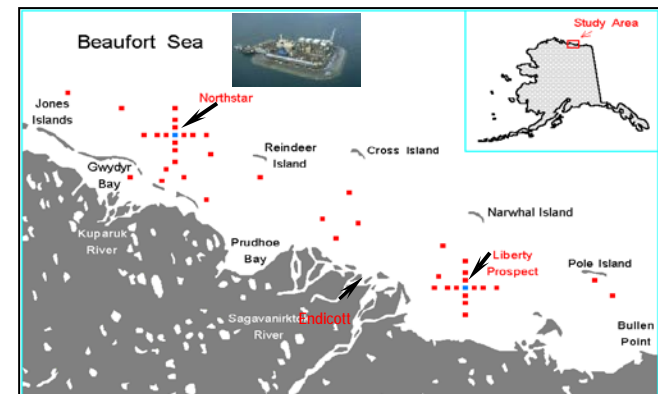 Beaufort Sea
Study Area
Northstar
Jones
Islands
Reindeer
Island
Cross Island
Gwydyr
Bay
Narwhal Island
Kuparuk
River
Prudhoe
Bay
Liberty
Prospect
Pole Island
Endicott
Sagavanirktok
River
Bullen
Point